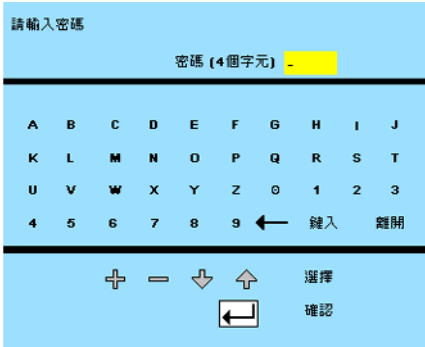 請輸入密碼
密碼 (4個字元) -
A B C D E F G H I J
K L M N O P Q R S T
U V W X Y Z 0 1 2 3
4 5 6 7 8 9 ← 鍵入 離開
選擇
確認